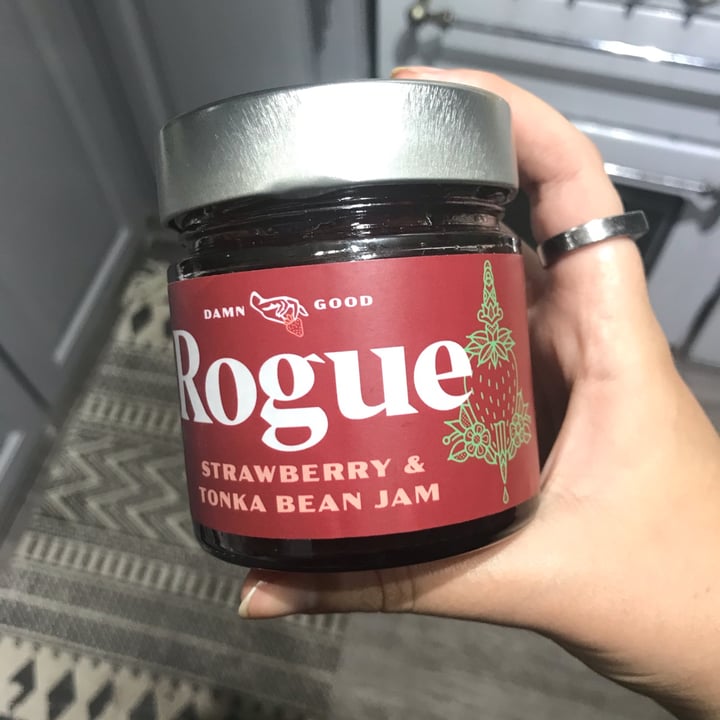 DAMN GOOD
Rogue
STRAWBERRY &
TONKA BEAN JAM